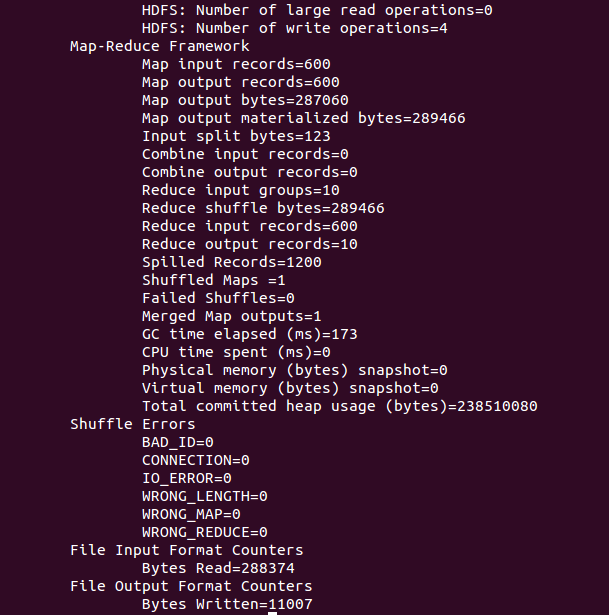 HDFS: Number of large read operations=0
HDFS: Number of write operations=4
Map-Reduce Framework
Map input records=600
Map output records=600
Map output bytes=287060
Map output materialized bytes=289466
Input split bytes=123
Combine input records=0
Combine output records=0
Reduce input groups=10
Reduce shuffle bytes=289466
Reduce input records=600
Reduce output records=10
Spilled Records=1200
Shuffled Maps =1
Failed Shuffles=0
Merged Map outputs=1
GC time elapsed (ms)=173
CPU time spent (ms)=0
Physical memory (bytes) snapshot=0
Virtual memory (bytes) snapshot=0
Total committed heap usage (bytes)=238510080
Shuffle Errors
BAD_ID=0
CONNECTION=0
IO_ERROR=0
WRONG_LENGTH=0
WRONG_MAP=0
WRONG_REDUCE=0
File Input Format Counters
Bytes Read=288374
File Output Format Counters
Bytes Written=11007